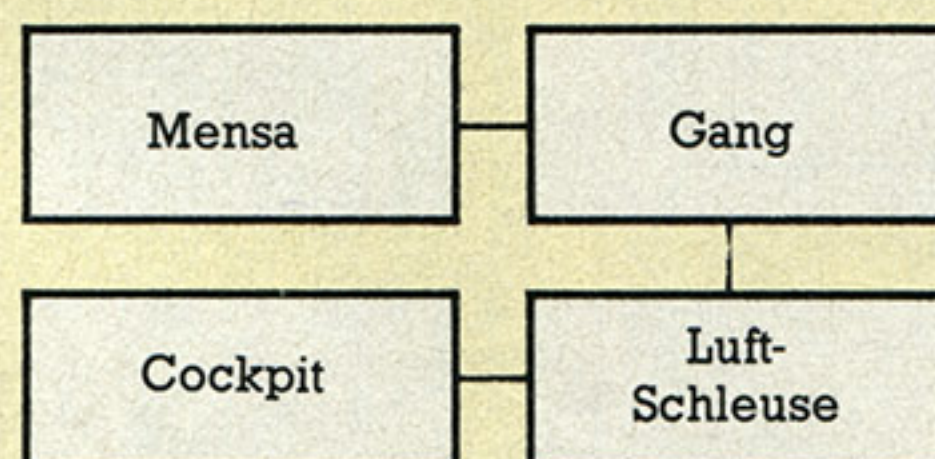 Mensa
Gang
Cockpit
Luft-
Schleuse